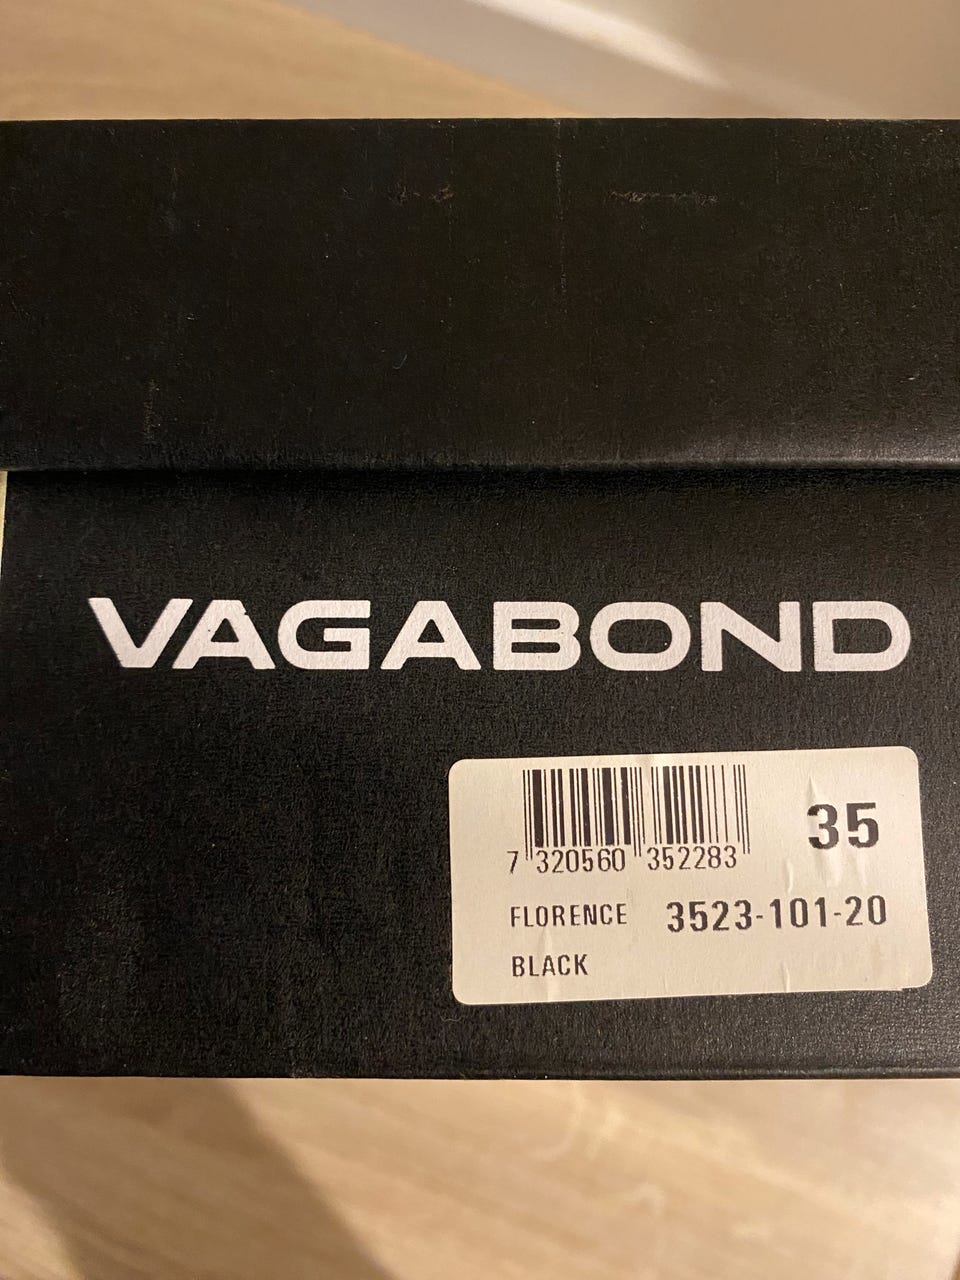 VAGABOND
35
7 320560 352283
FLORENCE 3523-101-20
BLACK